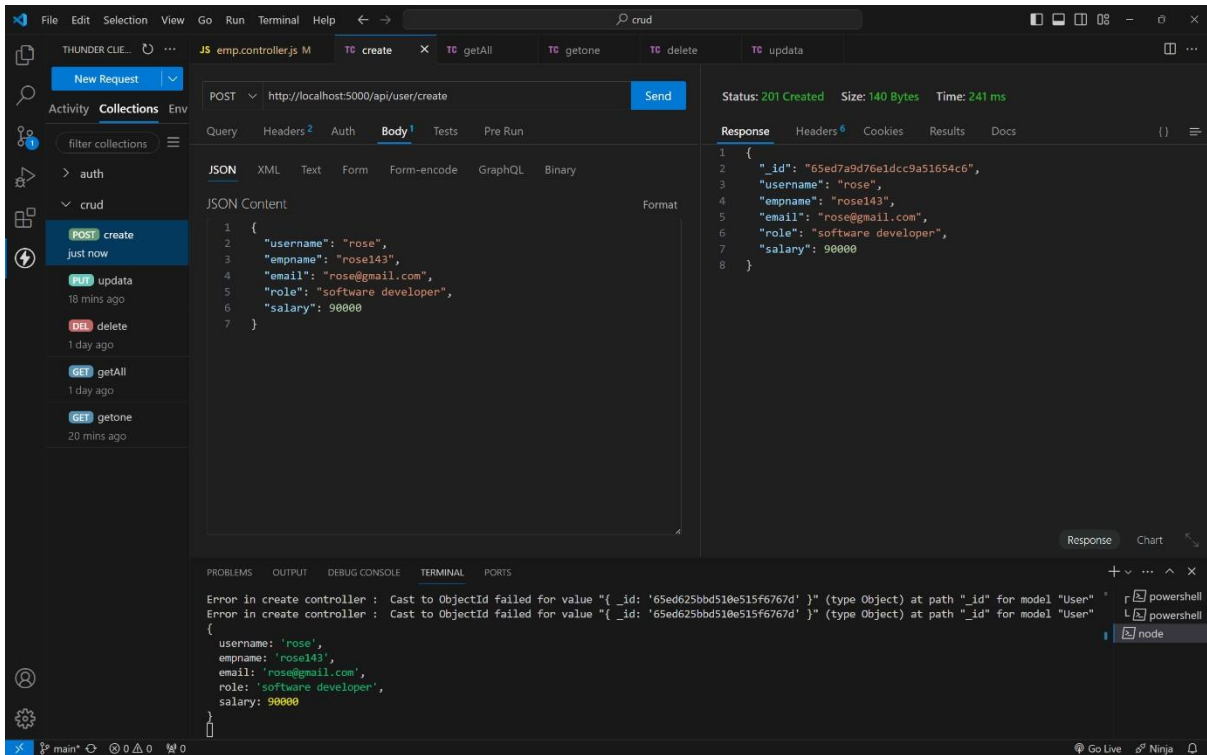 File Edit Selection View Go Run Terminal Help
crud
THUNDER CLIE...
New Request
Activity Collections Env
filter collections
auth
crud
POST create
just now
PUT updata
18 mins ago
DEL delete
1 day ago
GET getAll
1 day ago
GET getone
20 mins ago
JS emp.controller.js M
TC create
TC getAll
TC getone
TC delete
TC updata
POST http://localhost:5000/api/user/create Send
Query Headers 2 Auth Body 1 Tests Pre Run
JSON XML Text Form Form-encode GraphQL Binary
JSON Content Format
1 {
2 "username": "rose",
3 "empname": "rose143",
4 "email": "rose@gmail.com",
5 "role": "software developer",
6 "salary": 90000
7 }
Status: 201 Created Size: 140 Bytes Time: 241 ms
Response Headers 6 Cookies Results Docs
{ }
1 {
2 "_id": "65ed7a9d76e1dcc9a51654c6",
3 "username": "rose",
4 "empname": "rose143",
5 "email": "rose@gmail.com",
6 "role": "software developer",
7 "salary": 90000
8 }
Response Chart
PROBLEMS OUTPUT DEBUG CONSOLE TERMINAL PORTS
Error in create controller : Cast to ObjectId failed for value "{ _id: '65ed625bbd510e515f6767d' }" (type Object) at path "_id" for model "User"
Error in create controller : Cast to ObjectId failed for value "{ _id: '65ed625bbd510e515f6767d' }" (type Object) at path "_id" for model "User"
{
username: 'rose',
empname: 'rose143',
email: 'rose@gmail.com',
role: 'software developer',
salary: 90000
}
powershell
powershell
node
1
main* 0 0 0
Go Live Ninja